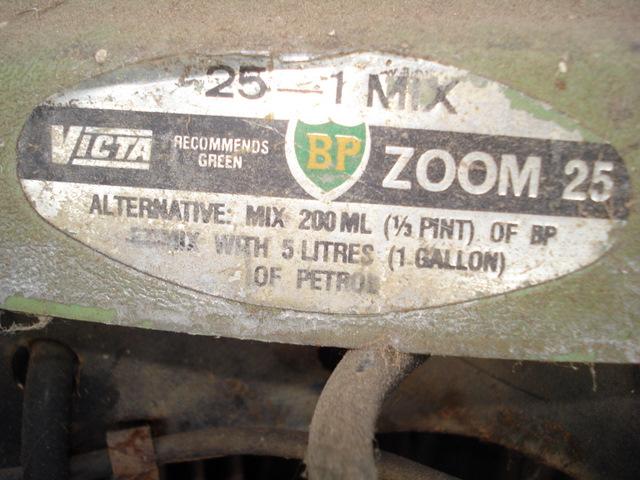 25-1 MIX
VICTA RECOMMENDS GREEN BP ZOOM 25
ALTERNATIVE: MIX 200 ML (⅓ PINT) OF BP
WITH 5 LITRES (1 GALLON)
OF PETROL